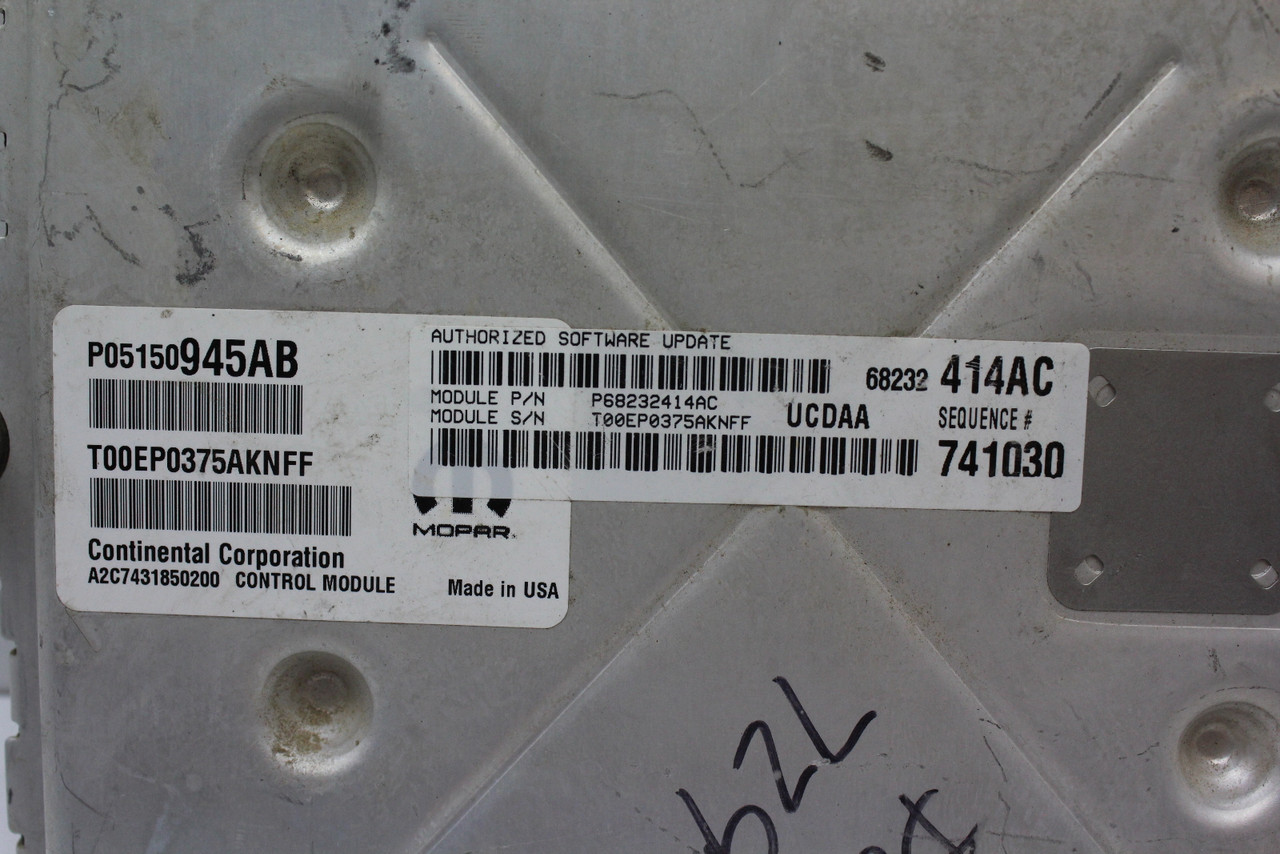 P05150945AB
T00EP0375AKNFF
Continental Corporation
A2C7431850200 CONTROL MODULE
Made in USA
MOPAR
AUTHORIZED SOFTWARE UPDATE
68232 414AC
MODULE P/N P68232414AC
MODULE S/N T00EP0375AKNFF
UCDAA
SEQUENCE #
741030